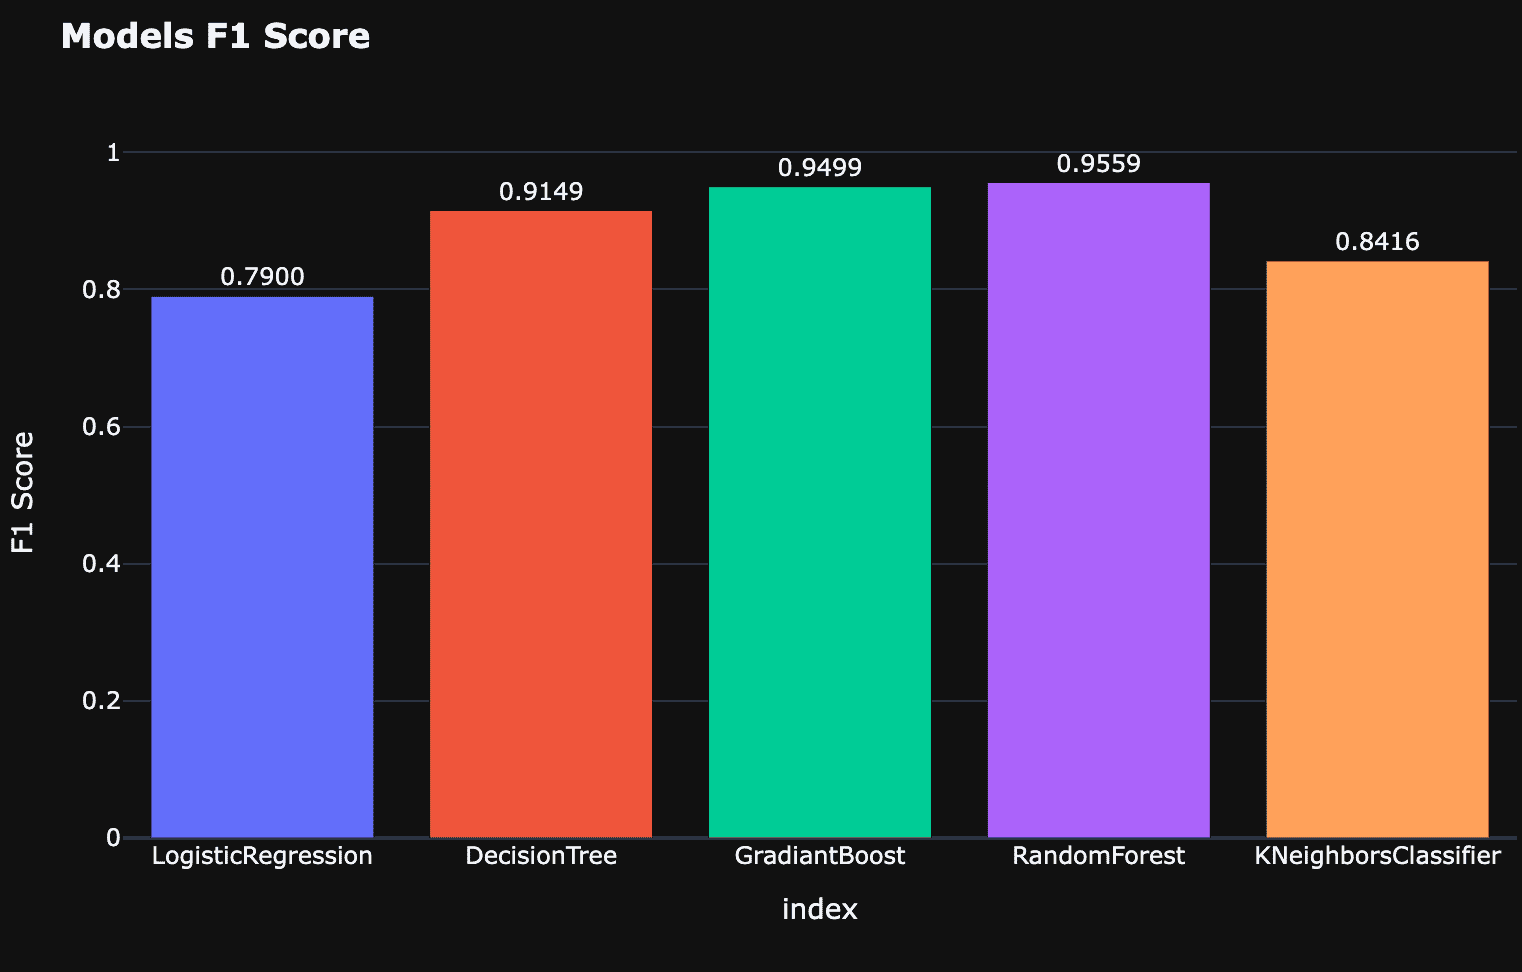 Models F1 Score
1
0.8
0.6
0.4
0.2
0
F1 Score
0.7900
0.9149
0.9499
0.9559
0.8416
LogisticRegression
DecisionTree
GradiantBoost
RandomForest
KNeighborsClassifier
index